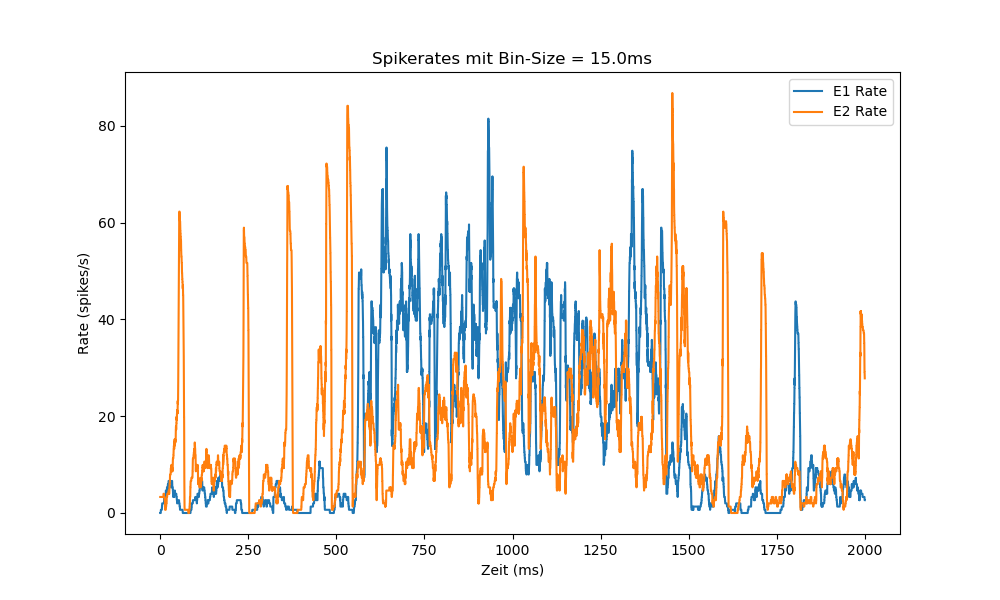 Spikerates mit Bin-Size = 15.0ms
E1 Rate
E2 Rate
Rate (spikes/s)
80
60
40
20
0
0 250 500 750 1000 1250 1500 1750 2000
Zeit (ms)